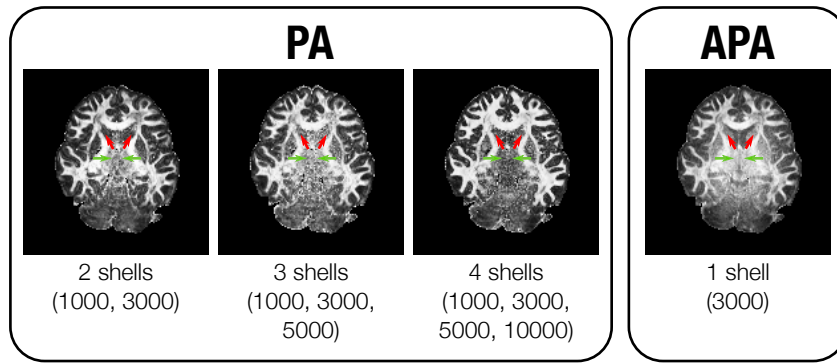 PA
2 shells
(1000, 3000)
3 shells
(1000, 3000,
5000)
4 shells
(1000, 3000,
5000, 10000)
APA
1 shell
(3000)